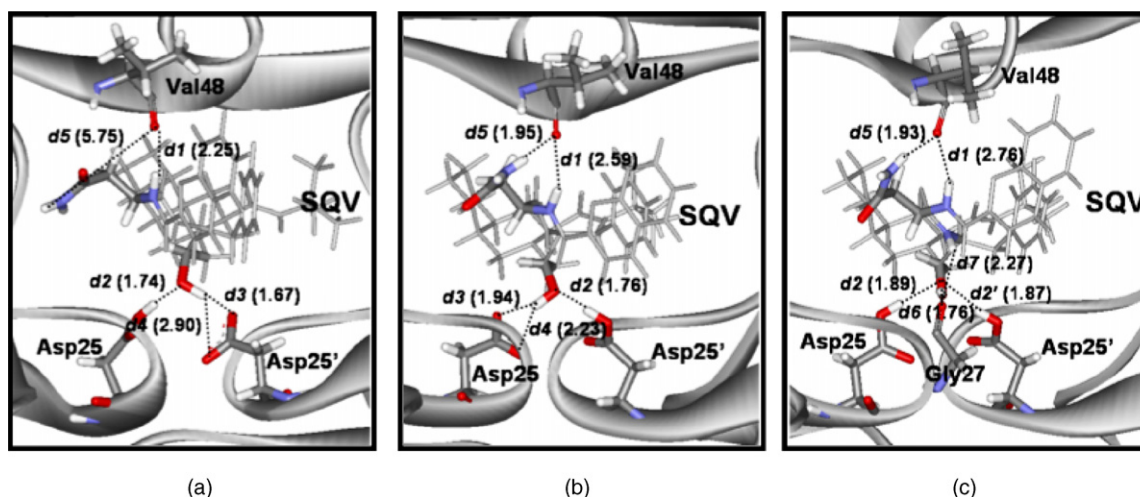 Val48
d5 (5.75)
d1 (2.25)
SQV
d2 (1.74)
d3 (1.67)
d4 (2.90)
Asp25
Asp25'
(a)
Val48
d5 (1.95)
d1 (2.59)
SQV
d3 (1.94)
d2 (1.76)
d4 (2.23)
Asp25
Asp25'
(b)
Val48
d5 (1.93)
d1 (2.76)
SQV
d7 (2.27)
d2
(1.89)
d2' (1.87)
d6 (1.76)
Asp25
Asp25'
Gly27
(c)